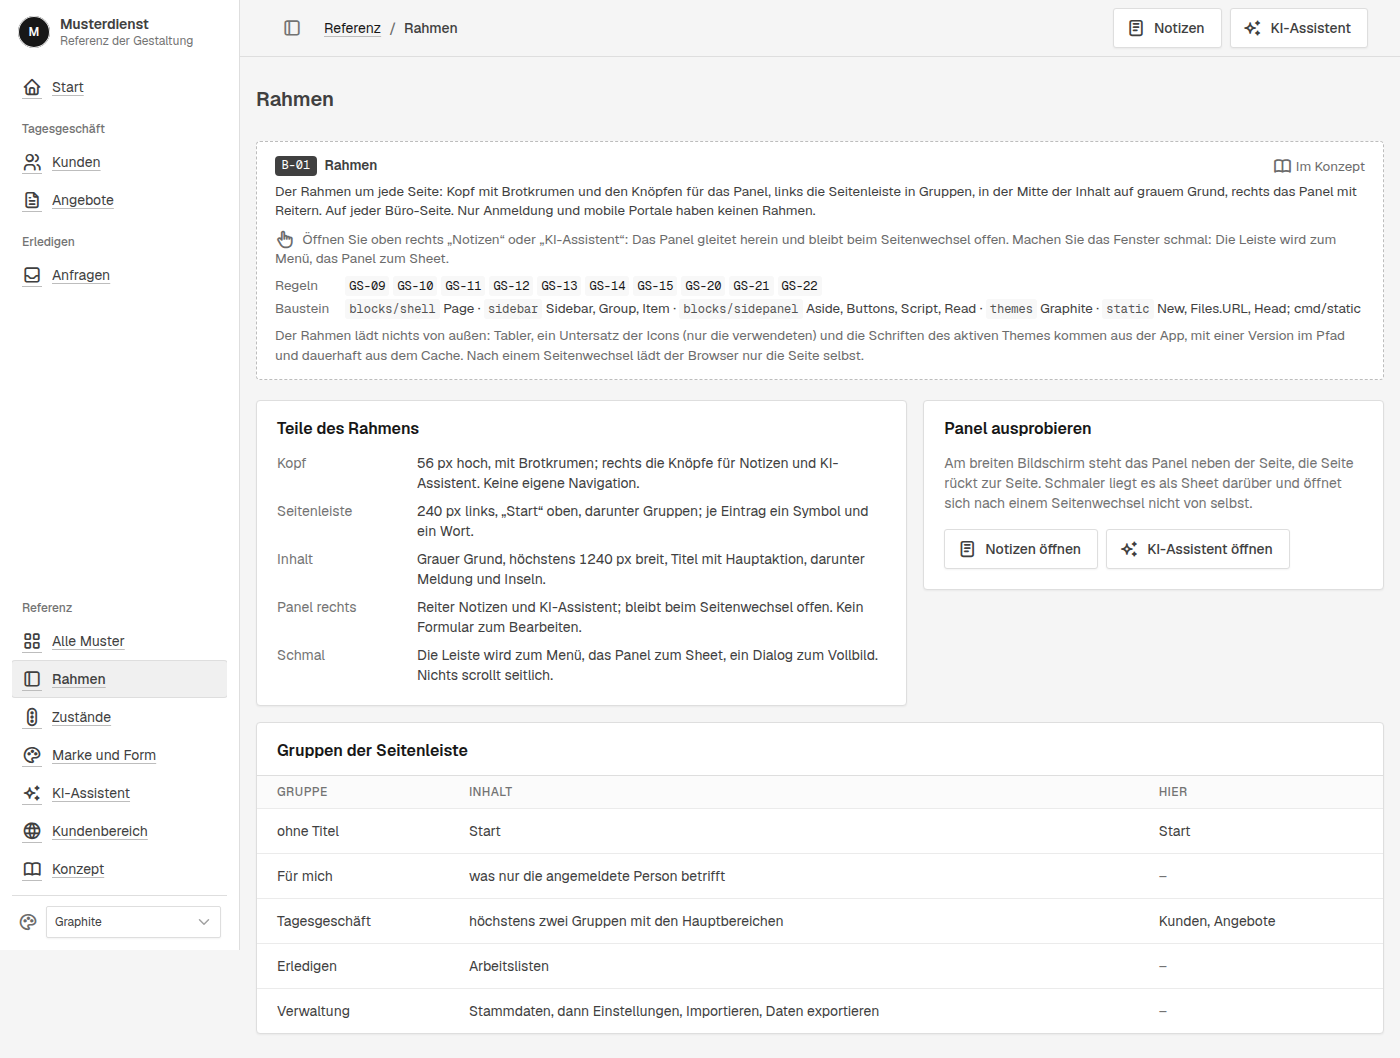 M
Musterdienst
Referenz der Gestaltung
Start
Tagesgeschäft
Kunden
Angebote
Erledigen
Anfragen
Referenz
Alle Muster
Rahmen
Zustände
Marke und Form
KI-Assistent
Kundenbereich
Konzept
Graphite
Referenz / Rahmen
Notizen
KI-Assistent
Rahmen
B-01 Rahmen
Im Konzept
Der Rahmen um jede Seite: Kopf mit Brotkrumen und den Knöpfen für das Panel, links die Seitenleiste in Gruppen, in der Mitte der Inhalt auf grauem Grund, rechts das Panel mit
Reitern. Auf jeder Büro-Seite. Nur Anmeldung und mobile Portale haben keinen Rahmen.
Öffnen Sie oben rechts „Notizen“ oder „KI-Assistent“: Das Panel gleitet herein und bleibt beim Seitenwechsel offen. Machen Sie das Fenster schmal: Die Leiste wird zum
Menü, das Panel zum Sheet.
Regeln GS-09 GS-10 GS-11 GS-12 GS-13 GS-14 GS-15 GS-20 GS-21 GS-22
Baustein blocks/shell Page · sidebar Sidebar, Group, Item · blocks/sidepanel Aside, Buttons, Script, Read · themes Graphite · static New, Files.URL, Head; cmd/static
Der Rahmen lädt nichts von außen: Tabler, ein Untersatz der Icons (nur die verwendeten) und die Schriften des aktiven Themes kommen aus der App, mit einer Version im Pfad
und dauerhaft aus dem Cache. Nach einem Seitenwechsel lädt der Browser nur die Seite selbst.
Teile des Rahmens
Kopf 56 px hoch, mit Brotkrumen; rechts die Knöpfe für Notizen und KI-
Assistent. Keine eigene Navigation.
Seitenleiste 240 px links, „Start“ oben, darunter Gruppen; je Eintrag ein Symbol und
ein Wort.
Inhalt Grauer Grund, höchstens 1240 px breit, Titel mit Hauptaktion, darunter
Meldung und Inseln.
Panel rechts Reiter Notizen und KI-Assistent; bleibt beim Seitenwechsel offen. Kein
Formular zum Bearbeiten.
Schmal Die Leiste wird zum Menü, das Panel zum Sheet, ein Dialog zum Vollbild.
Nichts scrollt seitlich.
Panel ausprobieren
Am breiten Bildschirm steht das Panel neben der Seite, die Seite
rückt zur Seite. Schmaler liegt es als Sheet darüber und öffnet
sich nach einem Seitenwechsel nicht von selbst.
Notizen öffnen
KI-Assistent öffnen
Gruppen der Seitenleiste
GRUPPE INHALT HIER
ohne Titel Start Start
Für mich was nur die angemeldete Person betrifft –
Tagesgeschäft höchstens zwei Gruppen mit den Hauptbereichen Kunden, Angebote
Erledigen Arbeitslisten –
Verwaltung Stammdaten, dann Einstellungen, Importieren, Daten exportieren –